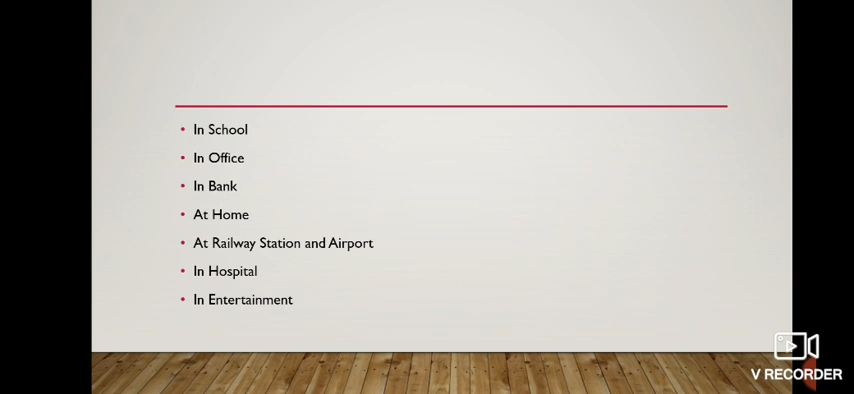 • In School
• In Office
• In Bank
• At Home
• At Railway Station and Airport
• In Hospital
• In Entertainment
V RECORDER